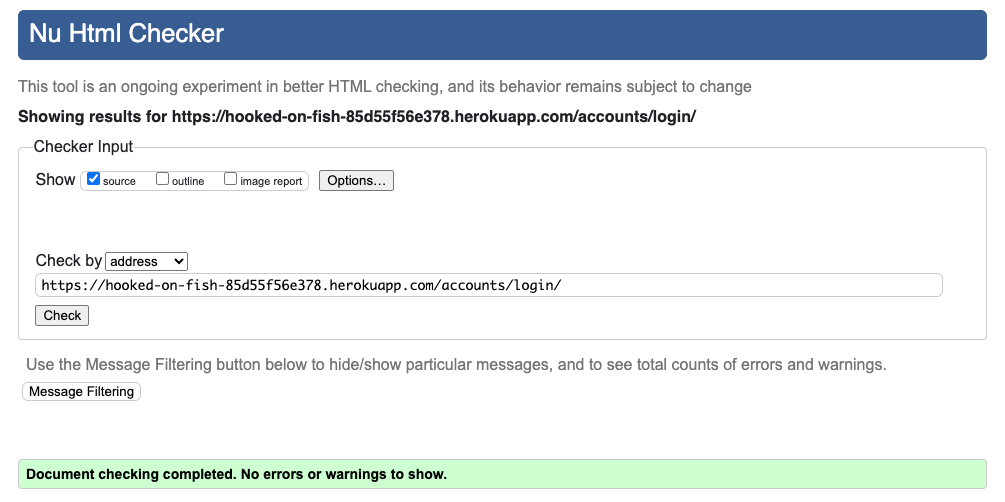 Nu Html Checker
This tool is an ongoing experiment in better HTML checking, and its behavior remains subject to change
Showing results for https://hooked-on-fish-85d55f56e378.herokuapp.com/accounts/login/
Checker Input
Show source outline image report Options...
Check by address
https://hooked-on-fish-85d55f56e378.herokuapp.com/accounts/login/
Check
Use the Message Filtering button below to hide/show particular messages, and to see total counts of errors and warnings.
Message Filtering
Document checking completed. No errors or warnings to show.